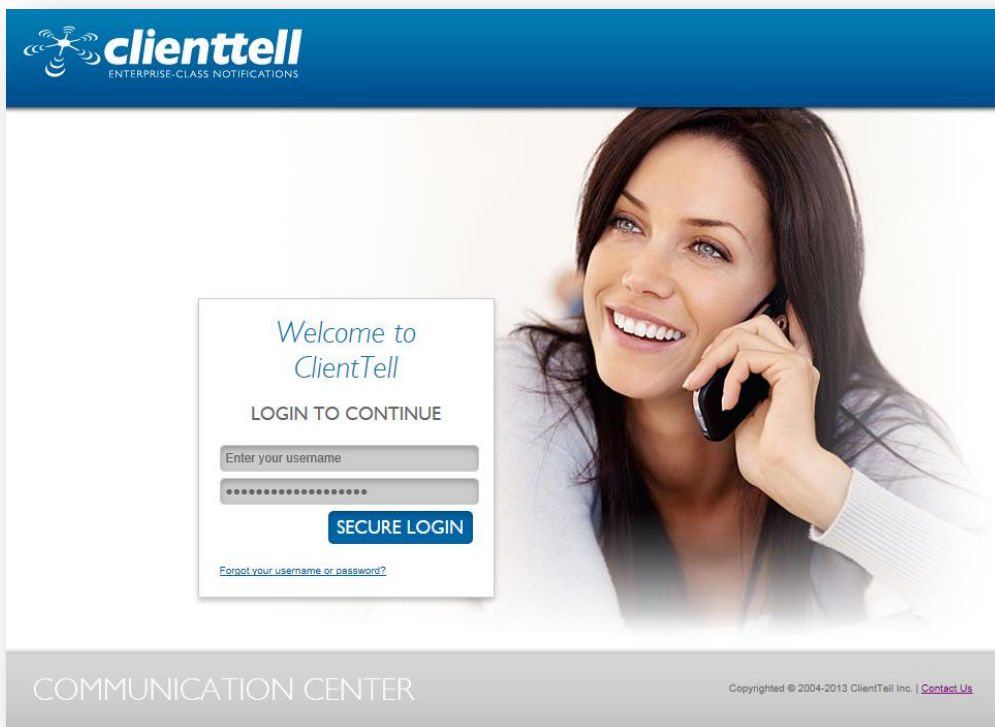 clienttell
ENTERPRISE-CLASS NOTIFICATIONS
Welcome to
ClientTell
LOGIN TO CONTINUE
Enter your username
•••••••••••••••••••
SECURE LOGIN
Forgot your username or password?
COMMUNICATION CENTER
Copyrighted © 2004-2013 ClientTell Inc. | Contact Us